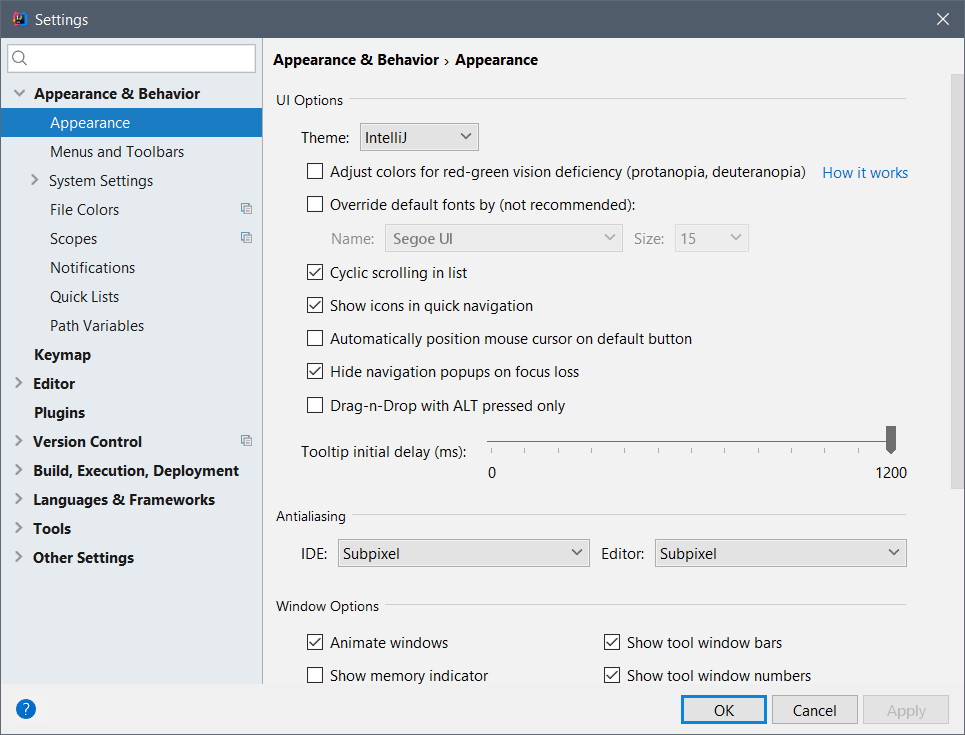 Settings
Appearance & Behavior
Appearance
Menus and Toolbars
System Settings
File Colors
Scopes
Notifications
Quick Lists
Path Variables
Keymap
Editor
Plugins
Version Control
Build, Execution, Deployment
Languages & Frameworks
Tools
Other Settings
Appearance & Behavior › Appearance
UI Options
Theme: IntelliJ
Adjust colors for red-green vision deficiency (protanopia, deuteranopia) How it works
Override default fonts by (not recommended):
Name: Segoe UI Size: 15
Cyclic scrolling in list
Show icons in quick navigation
Automatically position mouse cursor on default button
Hide navigation popups on focus loss
Drag-n-Drop with ALT pressed only
Tooltip initial delay (ms):
0 1200
Antialiasing
IDE: Subpixel Editor: Subpixel
Window Options
Animate windows Show tool window bars
Show memory indicator Show tool window numbers
? OK Cancel Apply